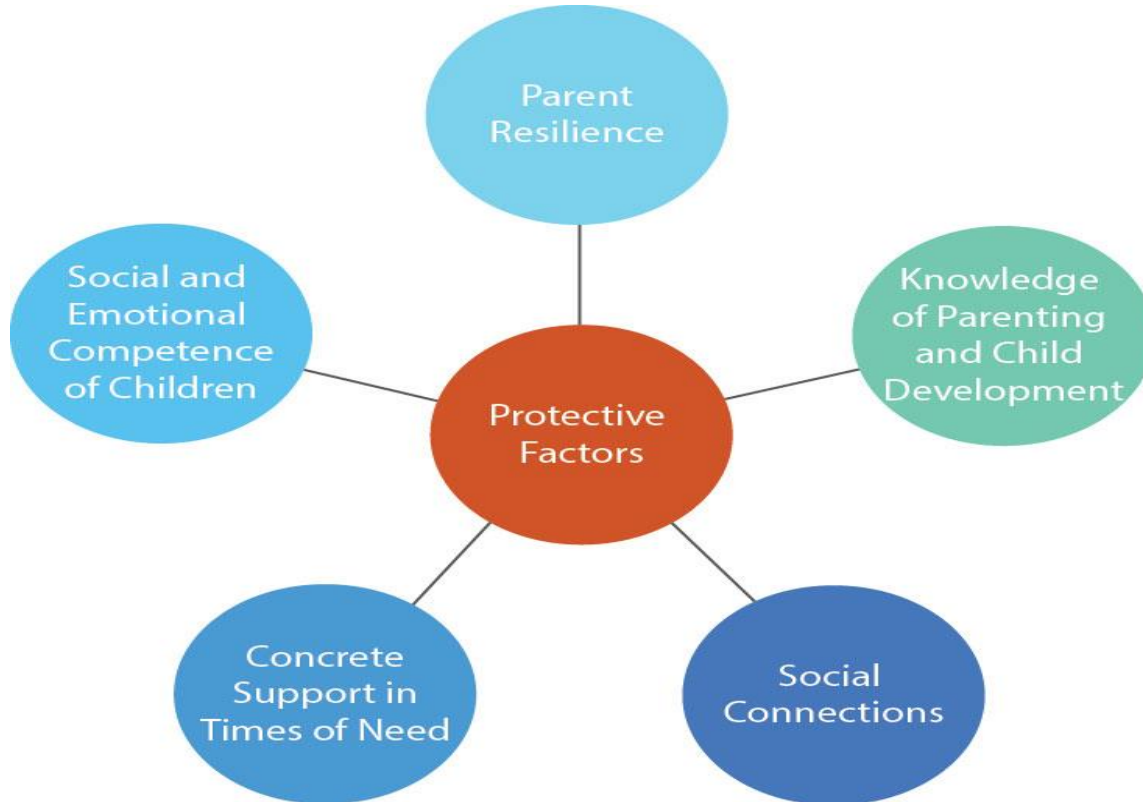 Parent
Resilience
Knowledge
of Parenting
and Child
Development
Social
Connections
Concrete
Support in
Times of Need
Social and
Emotional
Competence
of Children
Protective
Factors